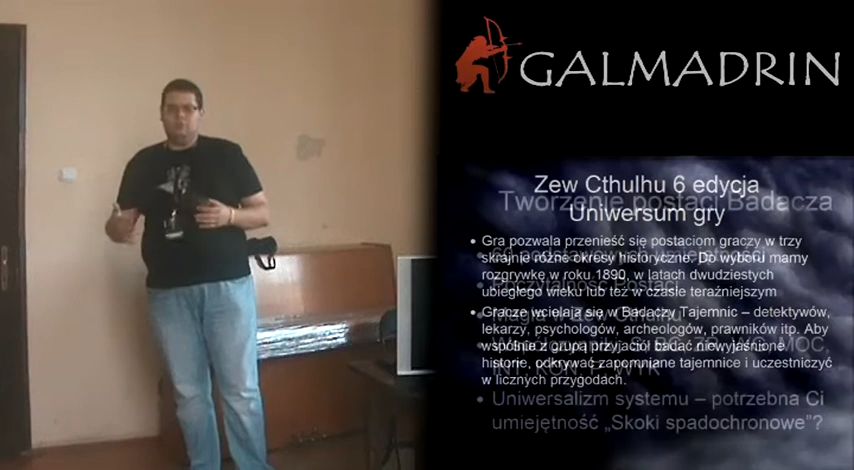 GALMADRIN
Zew Cthulhu 6 edycja
Tworzenie postaci Badacza
Uniwersum gry
• Gra pozwala przenieść się postaciom graczy w trzy
skrajnie różne okresy historyczne. Do wyboru mamy
rozgrywkę w roku 1890, w latach dwudziestych
ubiegłego wieku lub też w czasie teraźniejszym
• Poczytalność Postaci
• Gracze wcielają się w Badaczy Tajemnic – detektywów,
lekarzy, psychologów, archeologów, prawników itp. Aby
wspólnie z grupą przyjaciół badać niewyjaśnione
MOC,
historie, odkrywać zapomniane tajemnice i uczestniczyć
w licznych przygodach.
• Uniwersalizm systemu – potrzebna Ci
umiejętność „Skoki spadochronowe”?